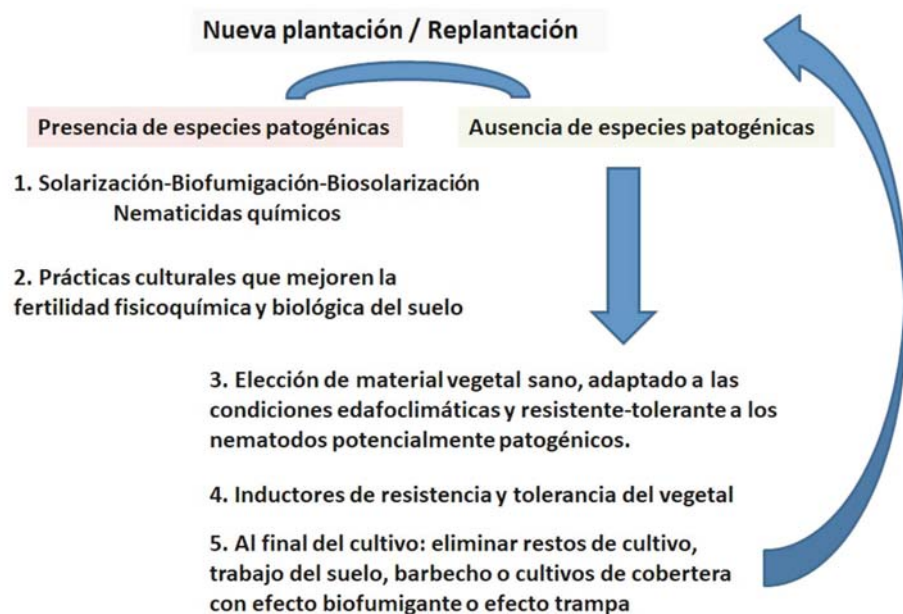 Nueva plantación / Replantación
Presencia de especies patogénicas
Ausencia de especies patogénicas
1. Solarización-Biofumigación-Biosolarización
Nematicidas químicos
2. Prácticas culturales que mejoren la
fertilidad fisicoquímica y biológica del suelo
3. Elección de material vegetal sano, adaptado a las
condiciones edafoclimáticas y resistente-tolerante a los
nematodos potencialmente patogénicos.
4. Inductores de resistencia y tolerancia del vegetal
5. Al final del cultivo: eliminar restos de cultivo,
trabajo del suelo, barbecho o cultivos de cobertera
con efecto biofumigante o efecto trampa